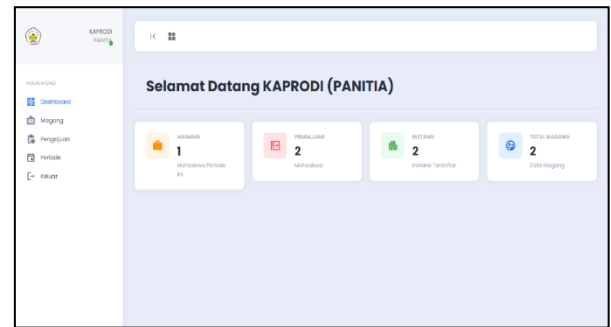 KAPRODI
PANITIA
MAIN MENU
Dashboard
Magang
Pengajuan
Periode
Keluar
Selamat Datang KAPRODI (PANITIA)
MAGANG
1
Mahasiswa Periode
Ini
PENGAJUAN
2
Mahasiswa
INSTANSI
2
Instansi Terdaftar
TOTAL MAGANG
2
Data Magang